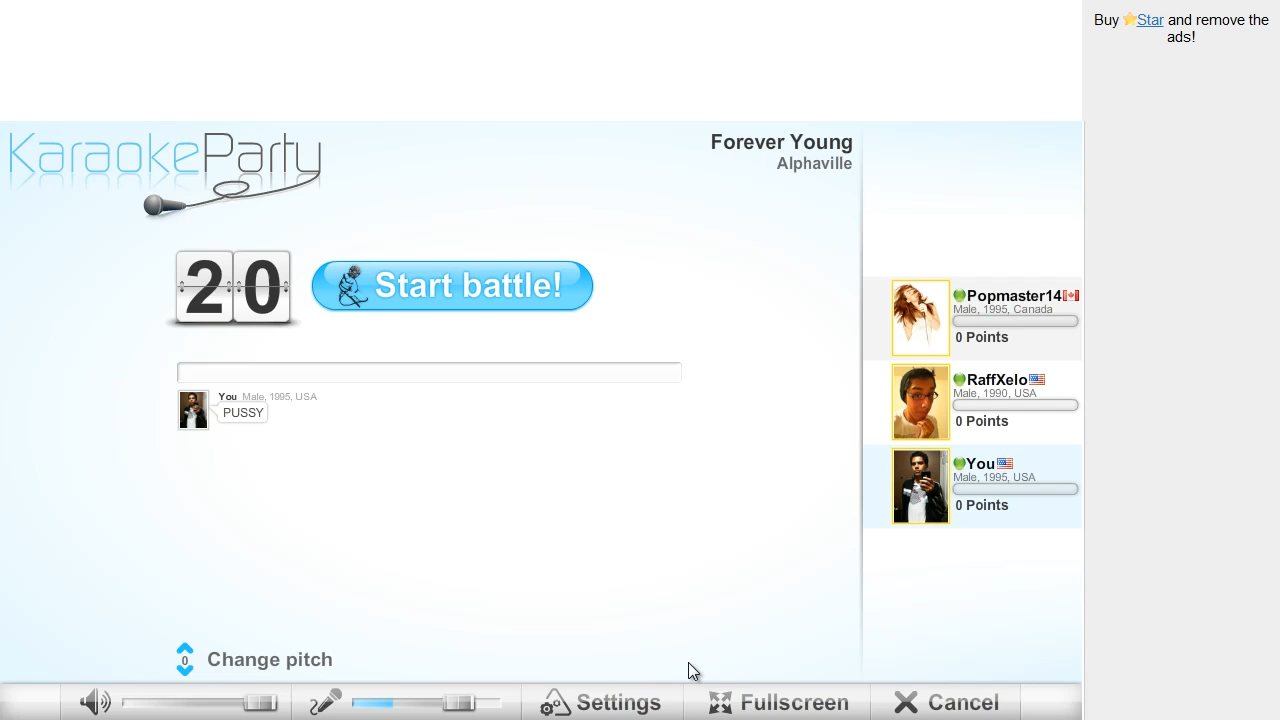 Buy Star and remove the
ads!
KaraokeParty
Forever Young
Alphaville
20
Start battle!
You Male, 1995, USA
PUSSY
Popmaster14
Male, 1995, Canada
0 Points
RaffXelo
Male, 1990, USA
0 Points
You
Male, 1995, USA
0 Points
0 Change pitch
Settings
Fullscreen
Cancel